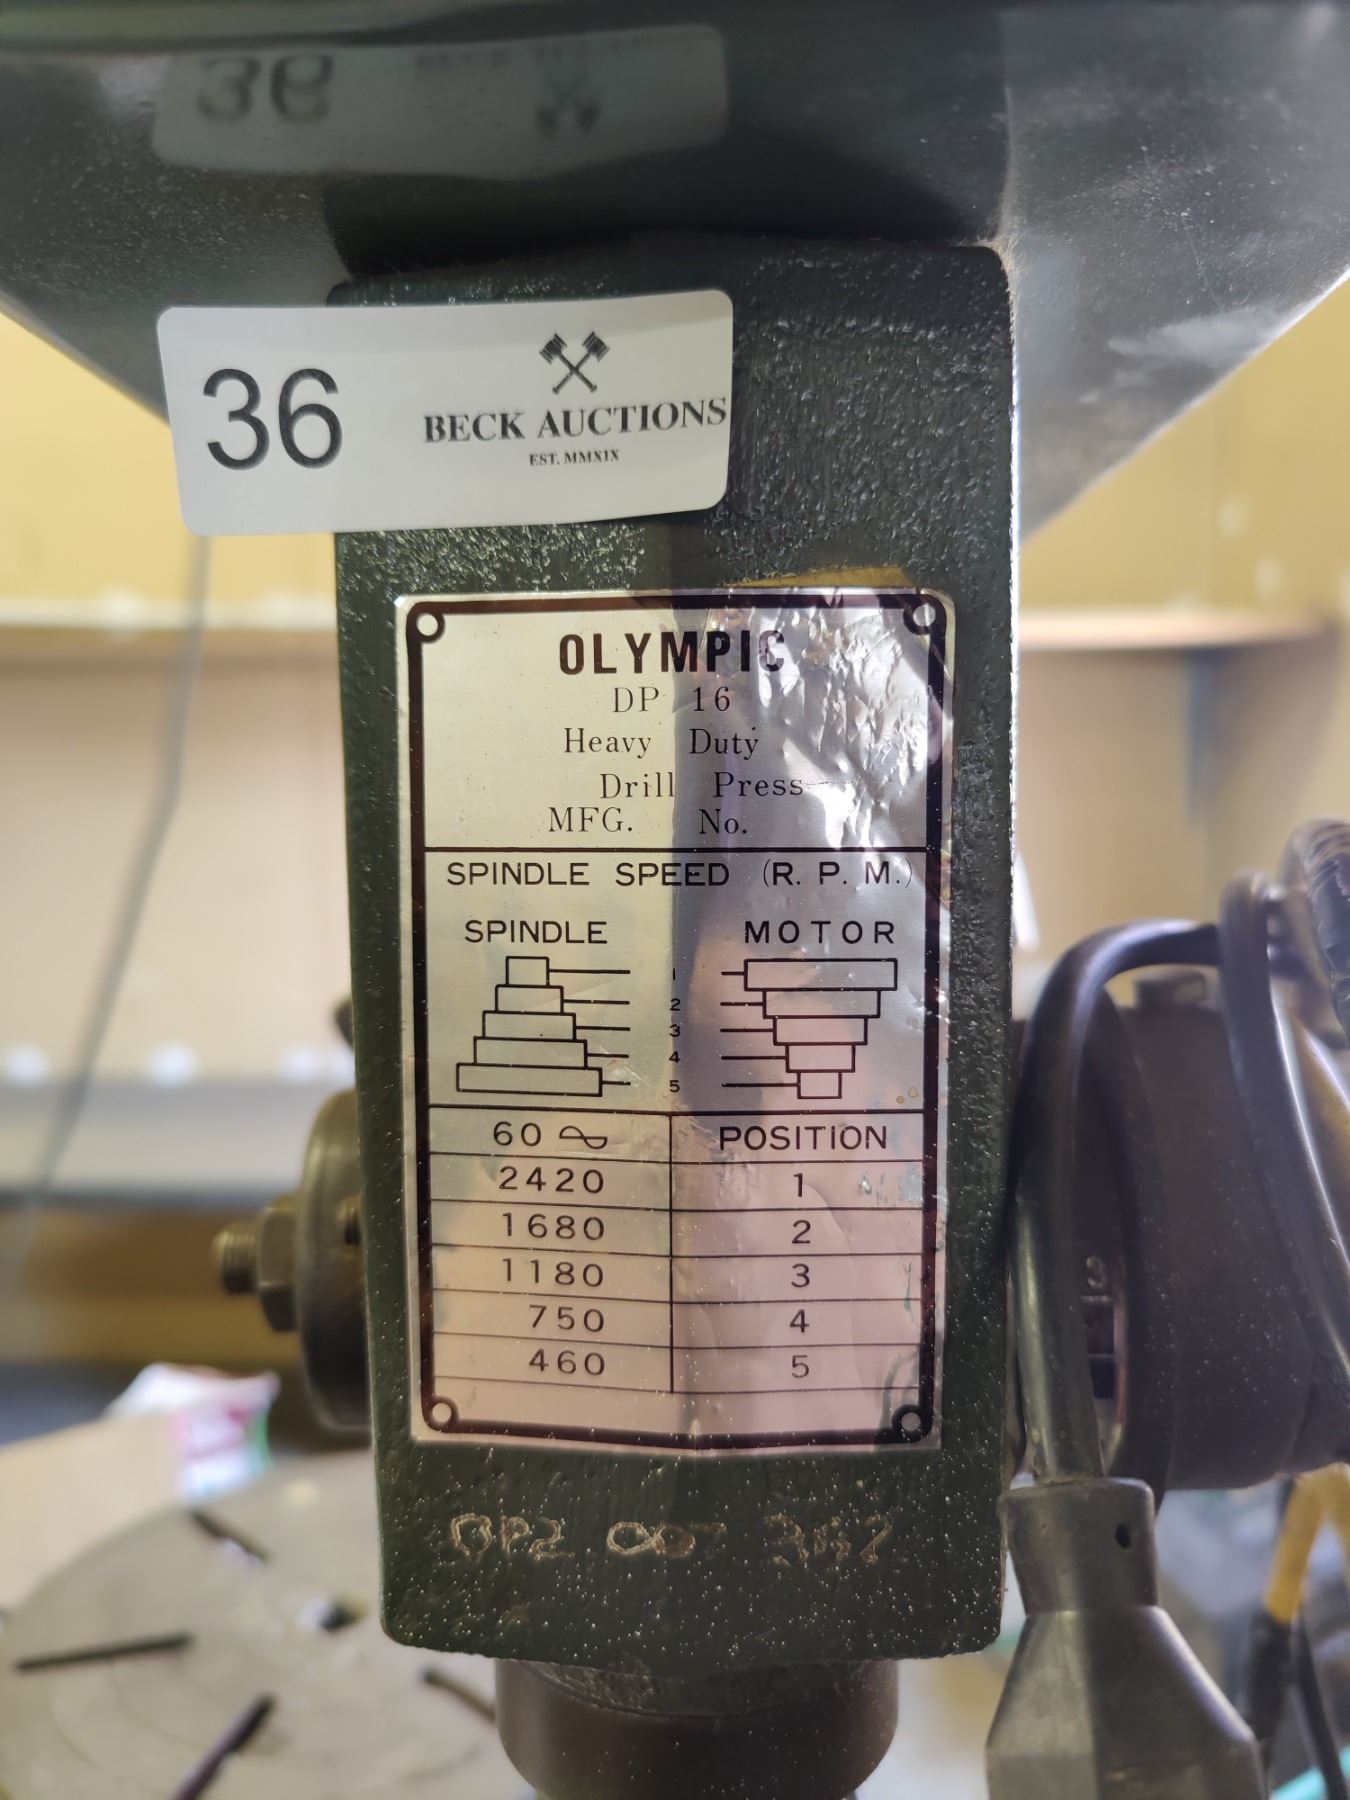 36
BECK AUCTIONS
EST. MMXIX
OLYMPIC
DP 16
Heavy Duty
Drill Press
MFG. No.
SPINDLE SPEED (R. P. M.)
SPINDLE MOTOR
1
2
3
4
5
60 POSITION
2420 1
1680 2
1180 3
750 4
460 5